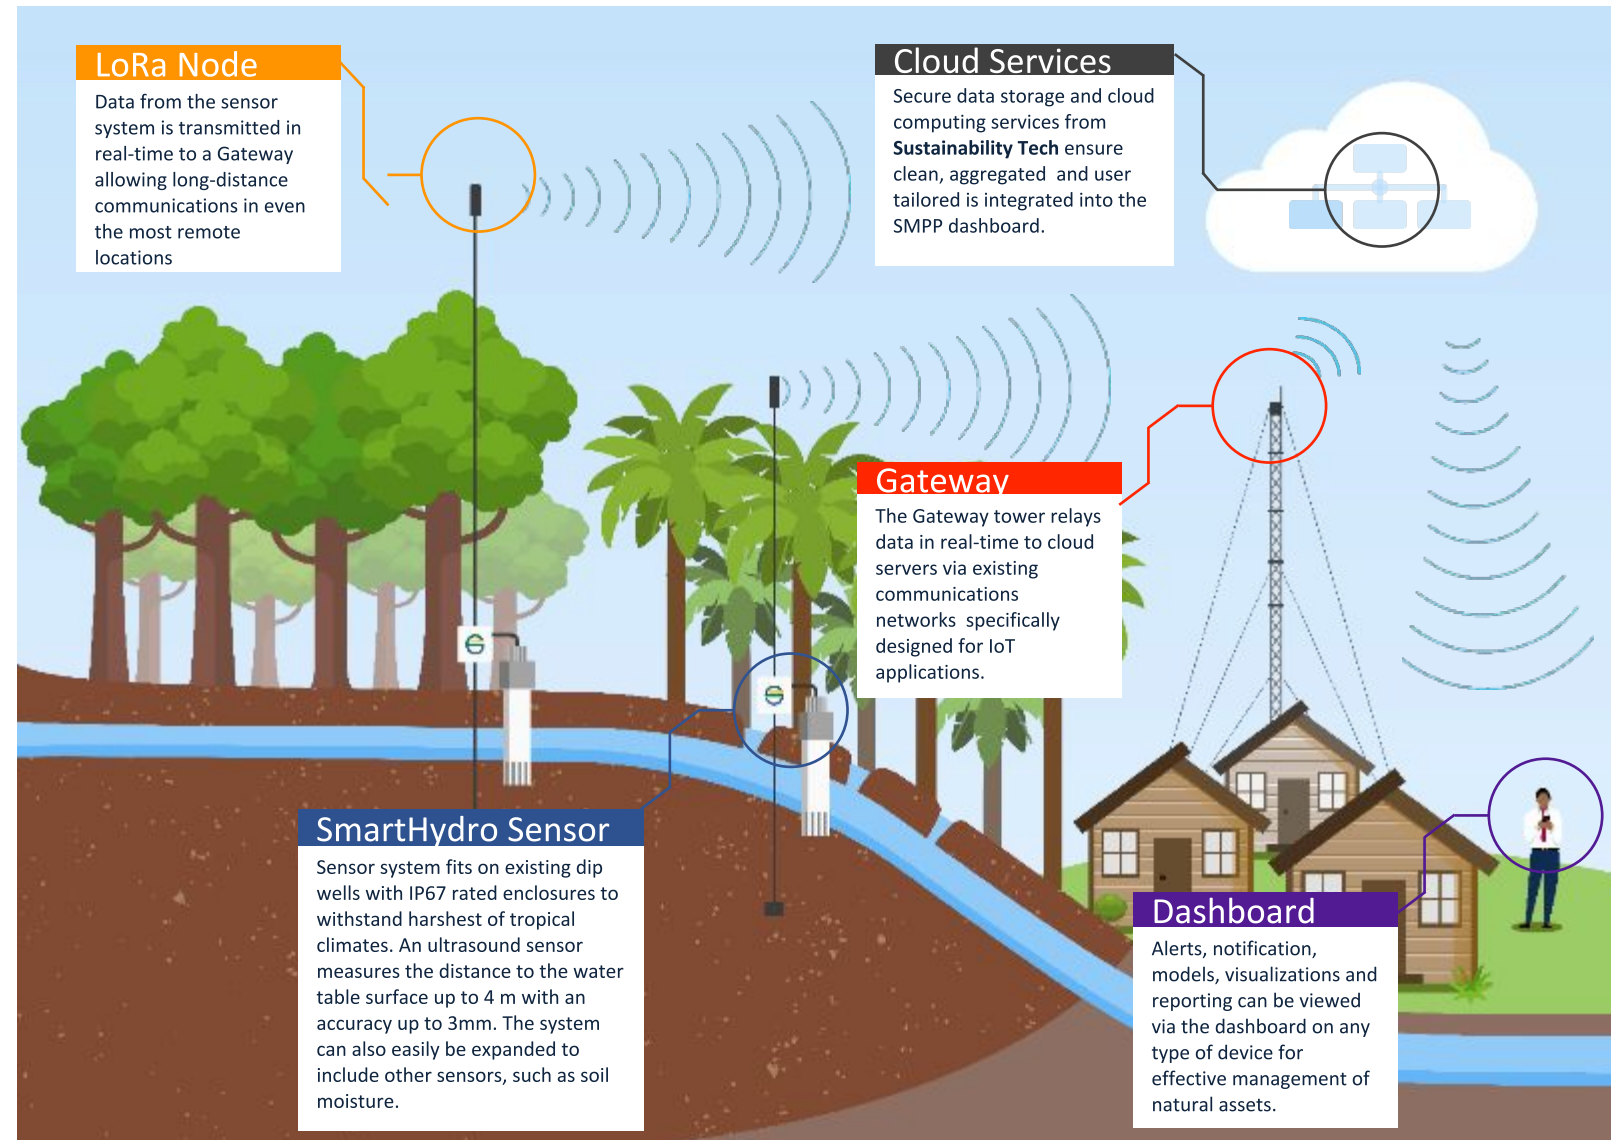 LoRa Node
Data from the sensor
system is transmitted in
real-time to a Gateway
allowing long-distance
communications in even
the most remote
locations
Cloud Services
Secure data storage and cloud
computing services from
Sustainability Tech ensure
clean, aggregated and user
tailored is integrated into the
SMPP dashboard.
Gateway
The Gateway tower relays
data in real-time to cloud
servers via existing
communications
networks specifically
designed for IoT
applications.
SmartHydro Sensor
Sensor system fits on existing dip
wells with IP67 rated enclosures to
withstand harshest of tropical
climates. An ultrasound sensor
measures the distance to the water
table surface up to 4 m with an
accuracy up to 3mm. The system
can also easily be expanded to
include other sensors, such as soil
moisture.
Dashboard
Alerts, notification,
models, visualizations and
reporting can be viewed
via the dashboard on any
type of device for
effective management of
natural assets.